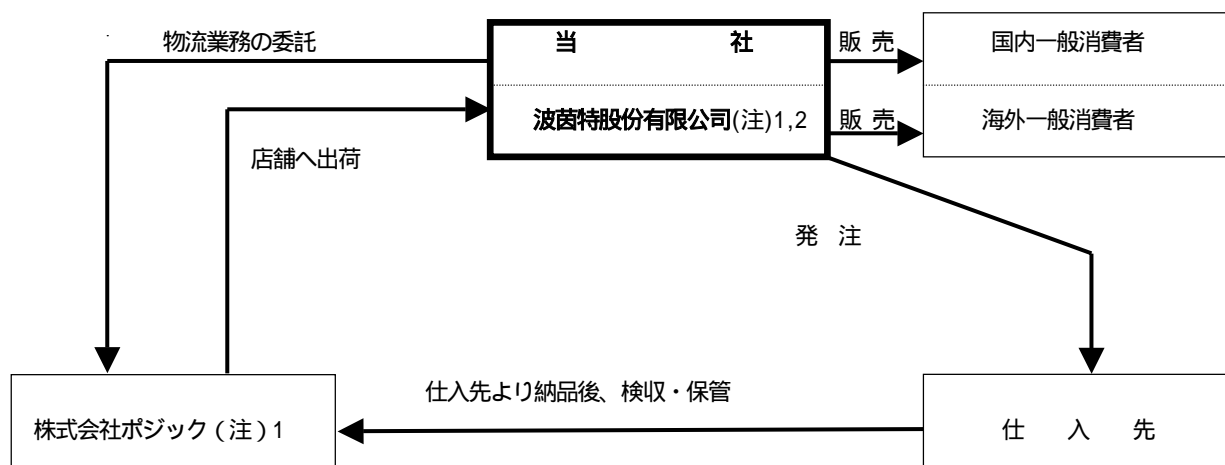 物流業務の委託
当 社
販 売
国内一般消費者
波茵特股份有限公司(注)1,2
販 売
海外一般消費者
店舗へ出荷
発 注
仕入先より納品後、検収・保管
株式会社ポジック(注)1
仕 入 先